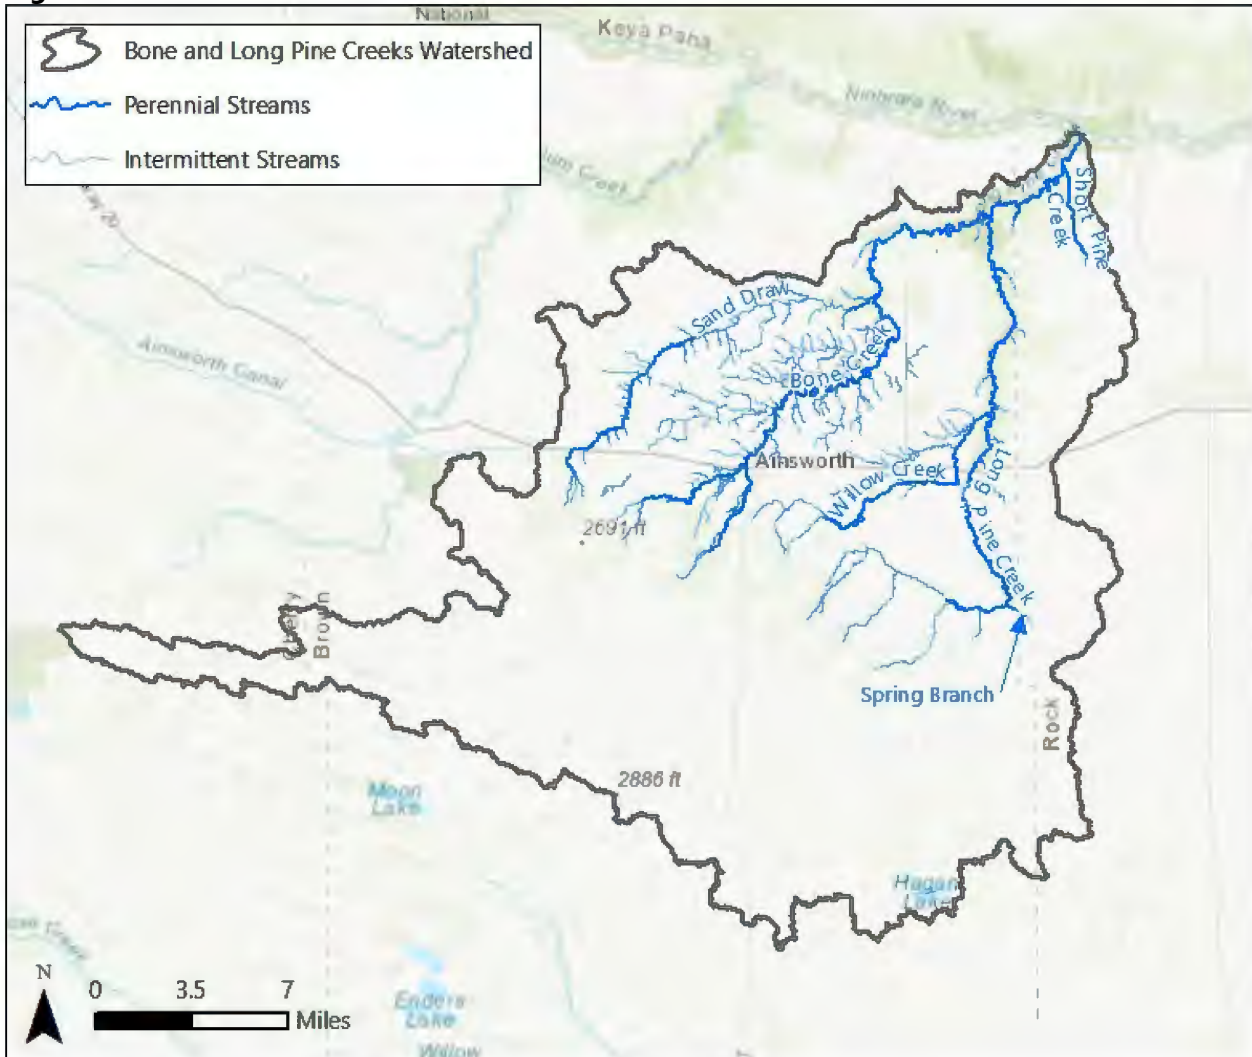 National
Bone and Long Pine Creeks Watershed
Perennial Streams
Intermittent Streams
Keya Paha
Niobrara River
Short Pine
Creek
Ainsworth Canal
Sand Draw
Bone Creek
Ainsworth
Willow Creek
Long Pine Creek
2691 ft
Cherry
Brown
Spring Branch
Rock
2886 ft
Moon
Lake
Hagan
Lake
Enders
Lake
Willow
N
0 3.5 7
Miles